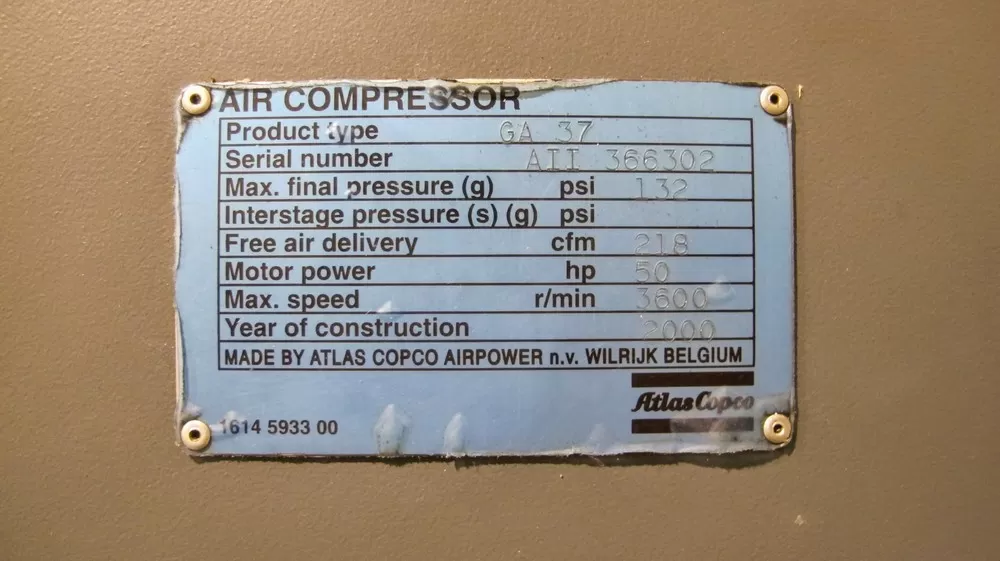 AIR COMPRESSOR
Product type GA 37
Serial number AII 366302
Max. final pressure (g) psi 132
Interstage pressure (s) (g) psi
Free air delivery cfm 218
Motor power hp 50
Max. speed r/min 3600
Year of construction 2000
MADE BY ATLAS COPCO AIRPOWER n.v. WILRIJK BELGIUM
Atlas Copco
1614 5933 00